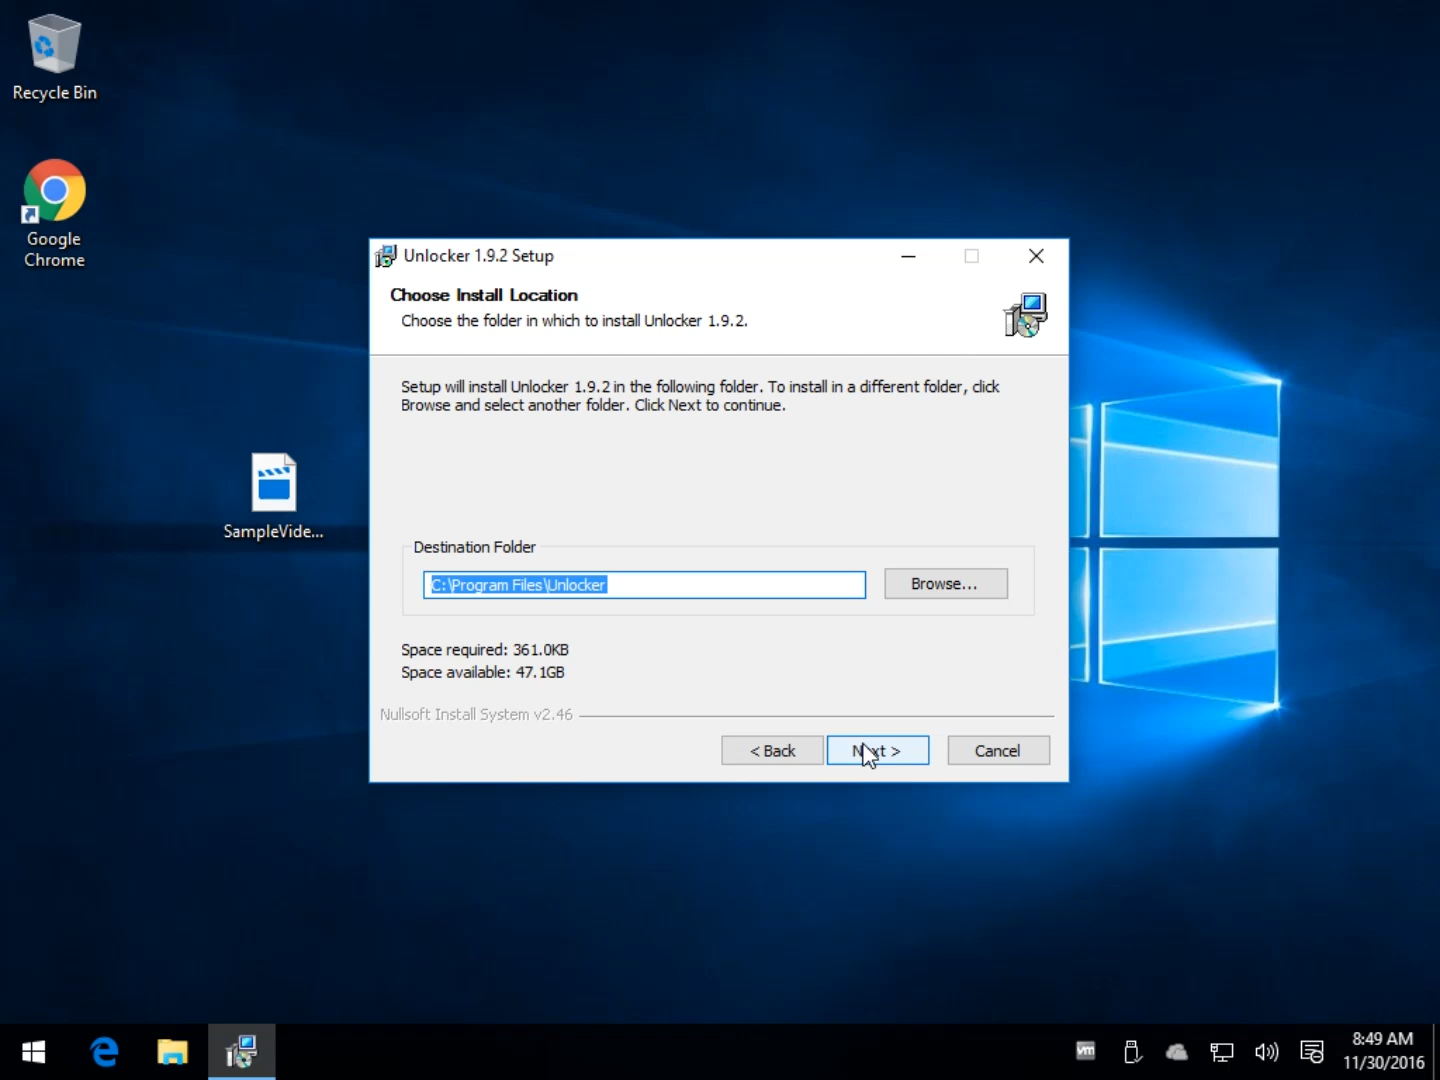 Recycle Bin
Google
Chrome
SampleVide...
Unlocker 1.9.2 Setup
Choose Install Location
Choose the folder in which to install Unlocker 1.9.2.
Setup will install Unlocker 1.9.2 in the following folder. To install in a different folder, click
Browse and select another folder. Click Next to continue.
Destination Folder
C:\Program Files\Unlocker
Browse...
Space required: 361.0KB
Space available: 47.1GB
Nullsoft Install System v2.46
< Back
Next >
Cancel
vm
8:49 AM
11/30/2016